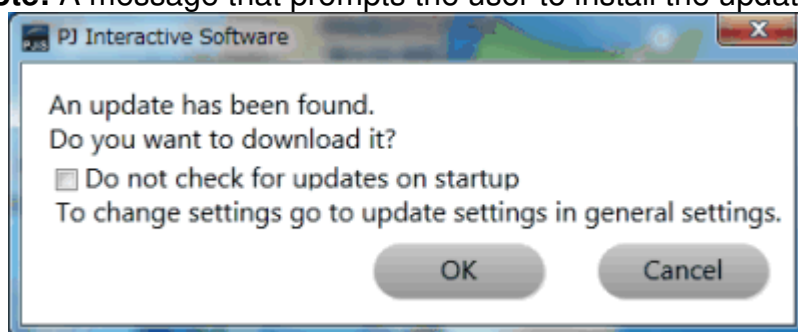 ote: A message that prompts the user to install the updat
PJ Interactive Software
An update has been found.
Do you want to download it?
Do not check for updates on startup
To change settings go to update settings in general settings.
OK
Cancel